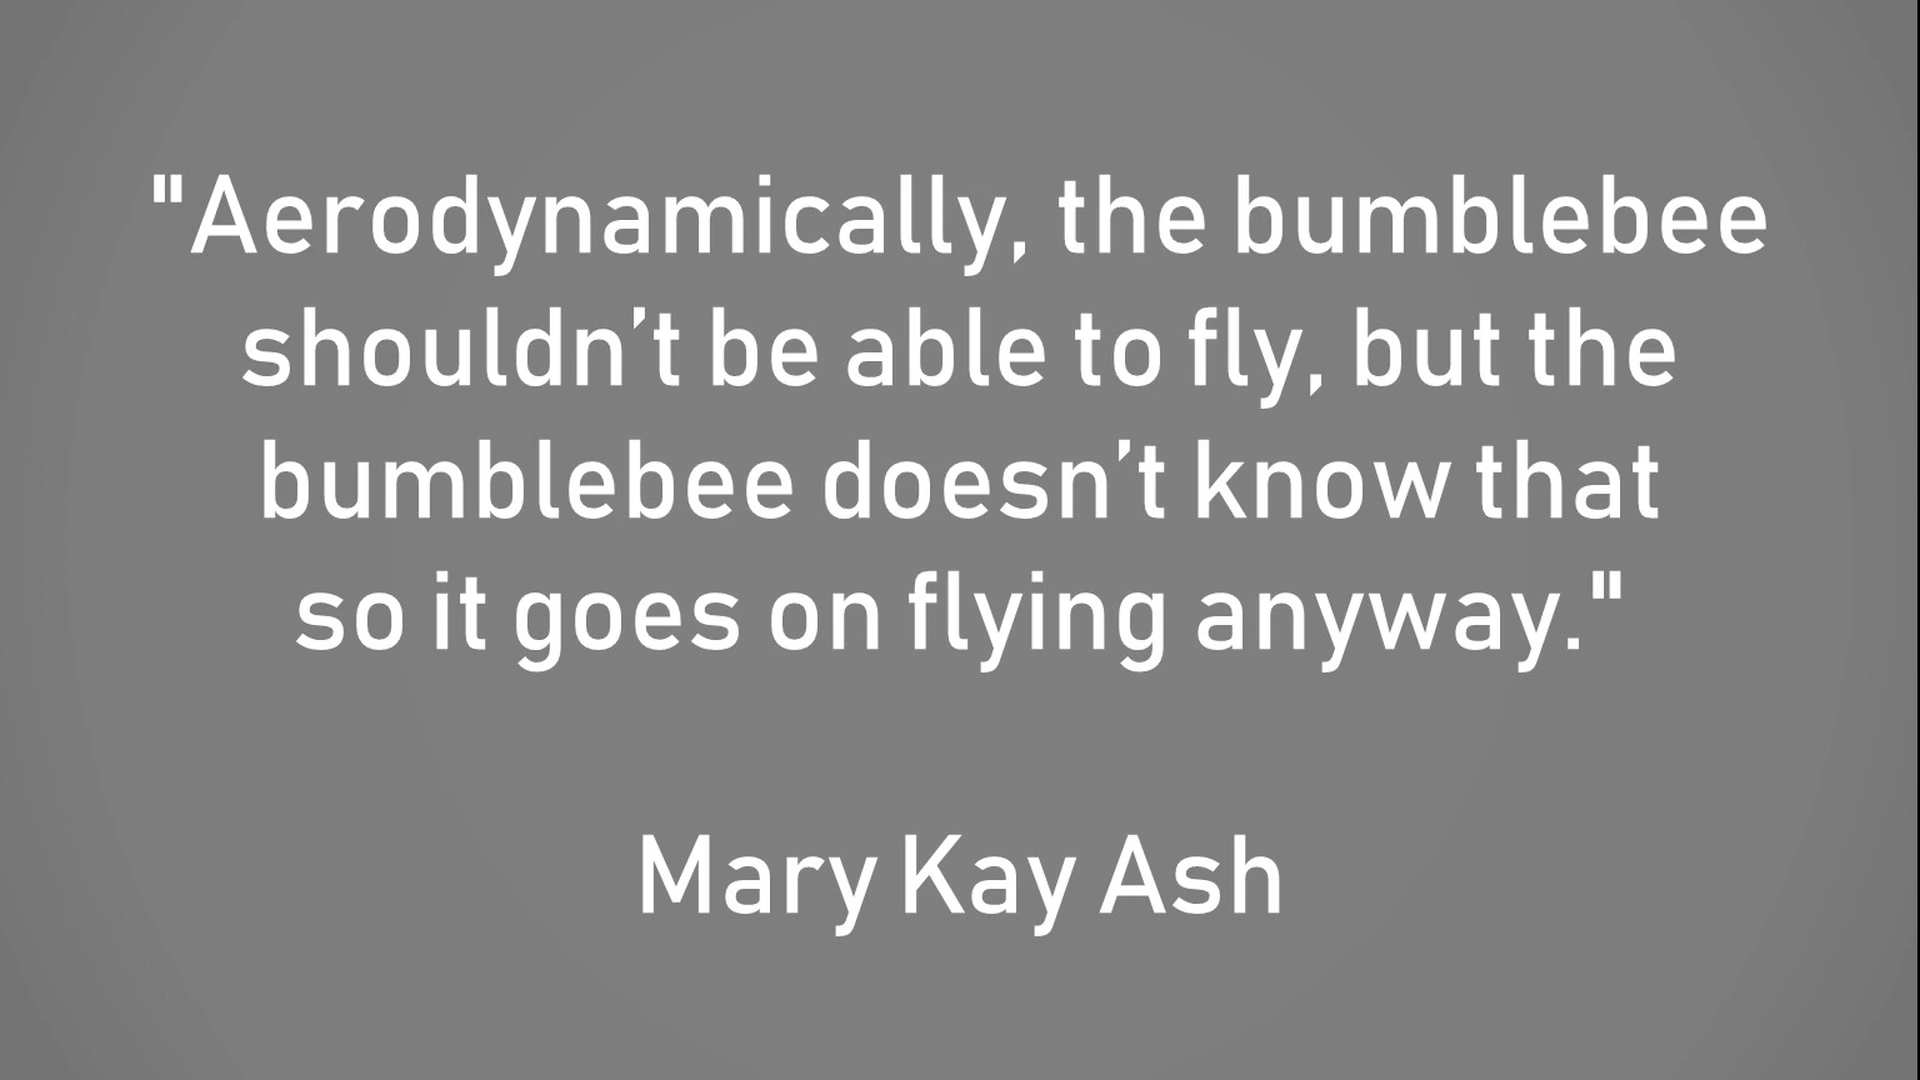 "Aerodynamically, the bumblebee
shouldn’t be able to fly, but the
bumblebee doesn’t know that
so it goes on flying anyway."
Mary Kay Ash